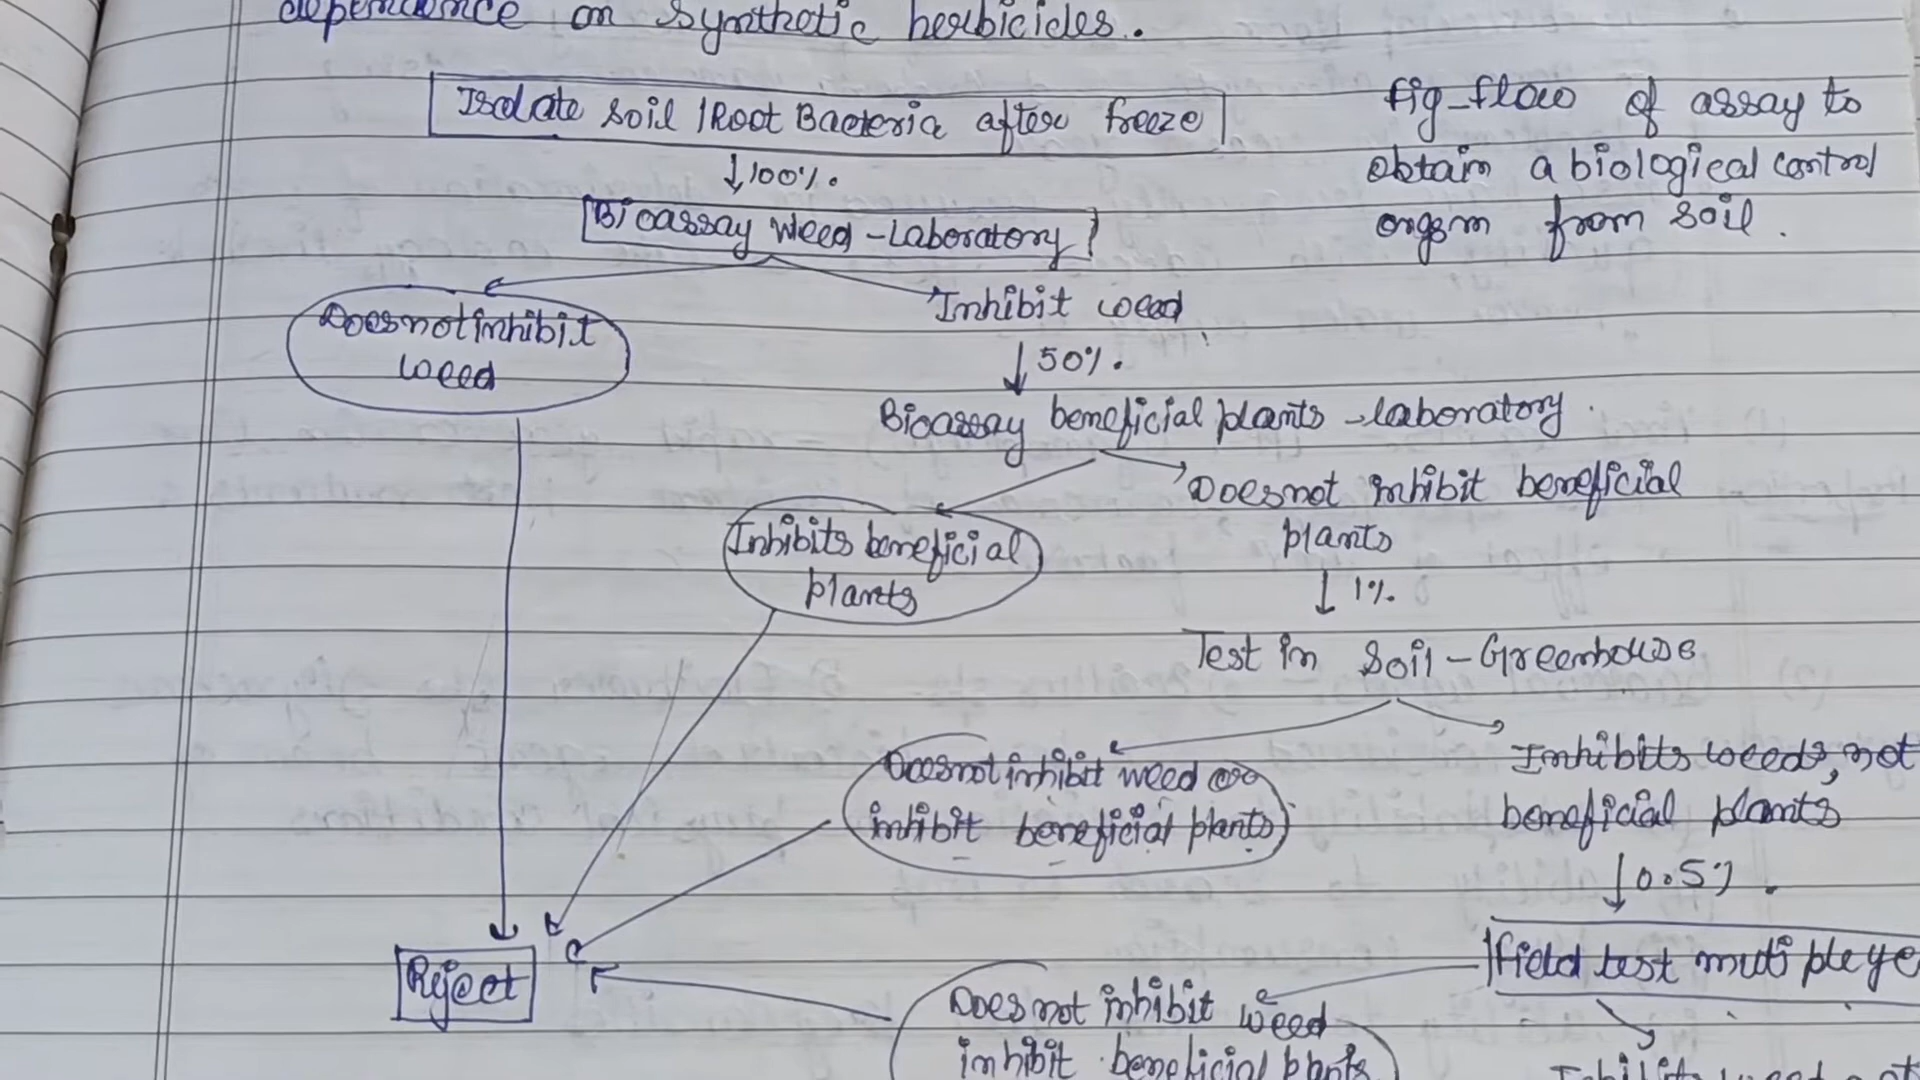 dependence on synthetic herbicides.
Isolate soil | Root Bacteria after freeze
fig-flow of assay to
obtain a biological control
orgsm from soil.
↓100%.
Bioassay weed - Laboratory
Does not inhibit
weed
Inhibit weed
↓50%.
Bioassay beneficial plants - laboratory.
Does not inhibit beneficial
plants
Inhibits beneficial
plants
↓ 1%.
Test in Soil - Greenhouse
Does not inhibit weed or
inhibit beneficial plants
Inhibits weeds, not
beneficial plants
↓0.5%.
Reject
Field test multiple ye
Does not inhibit weed
inhibit beneficial plants